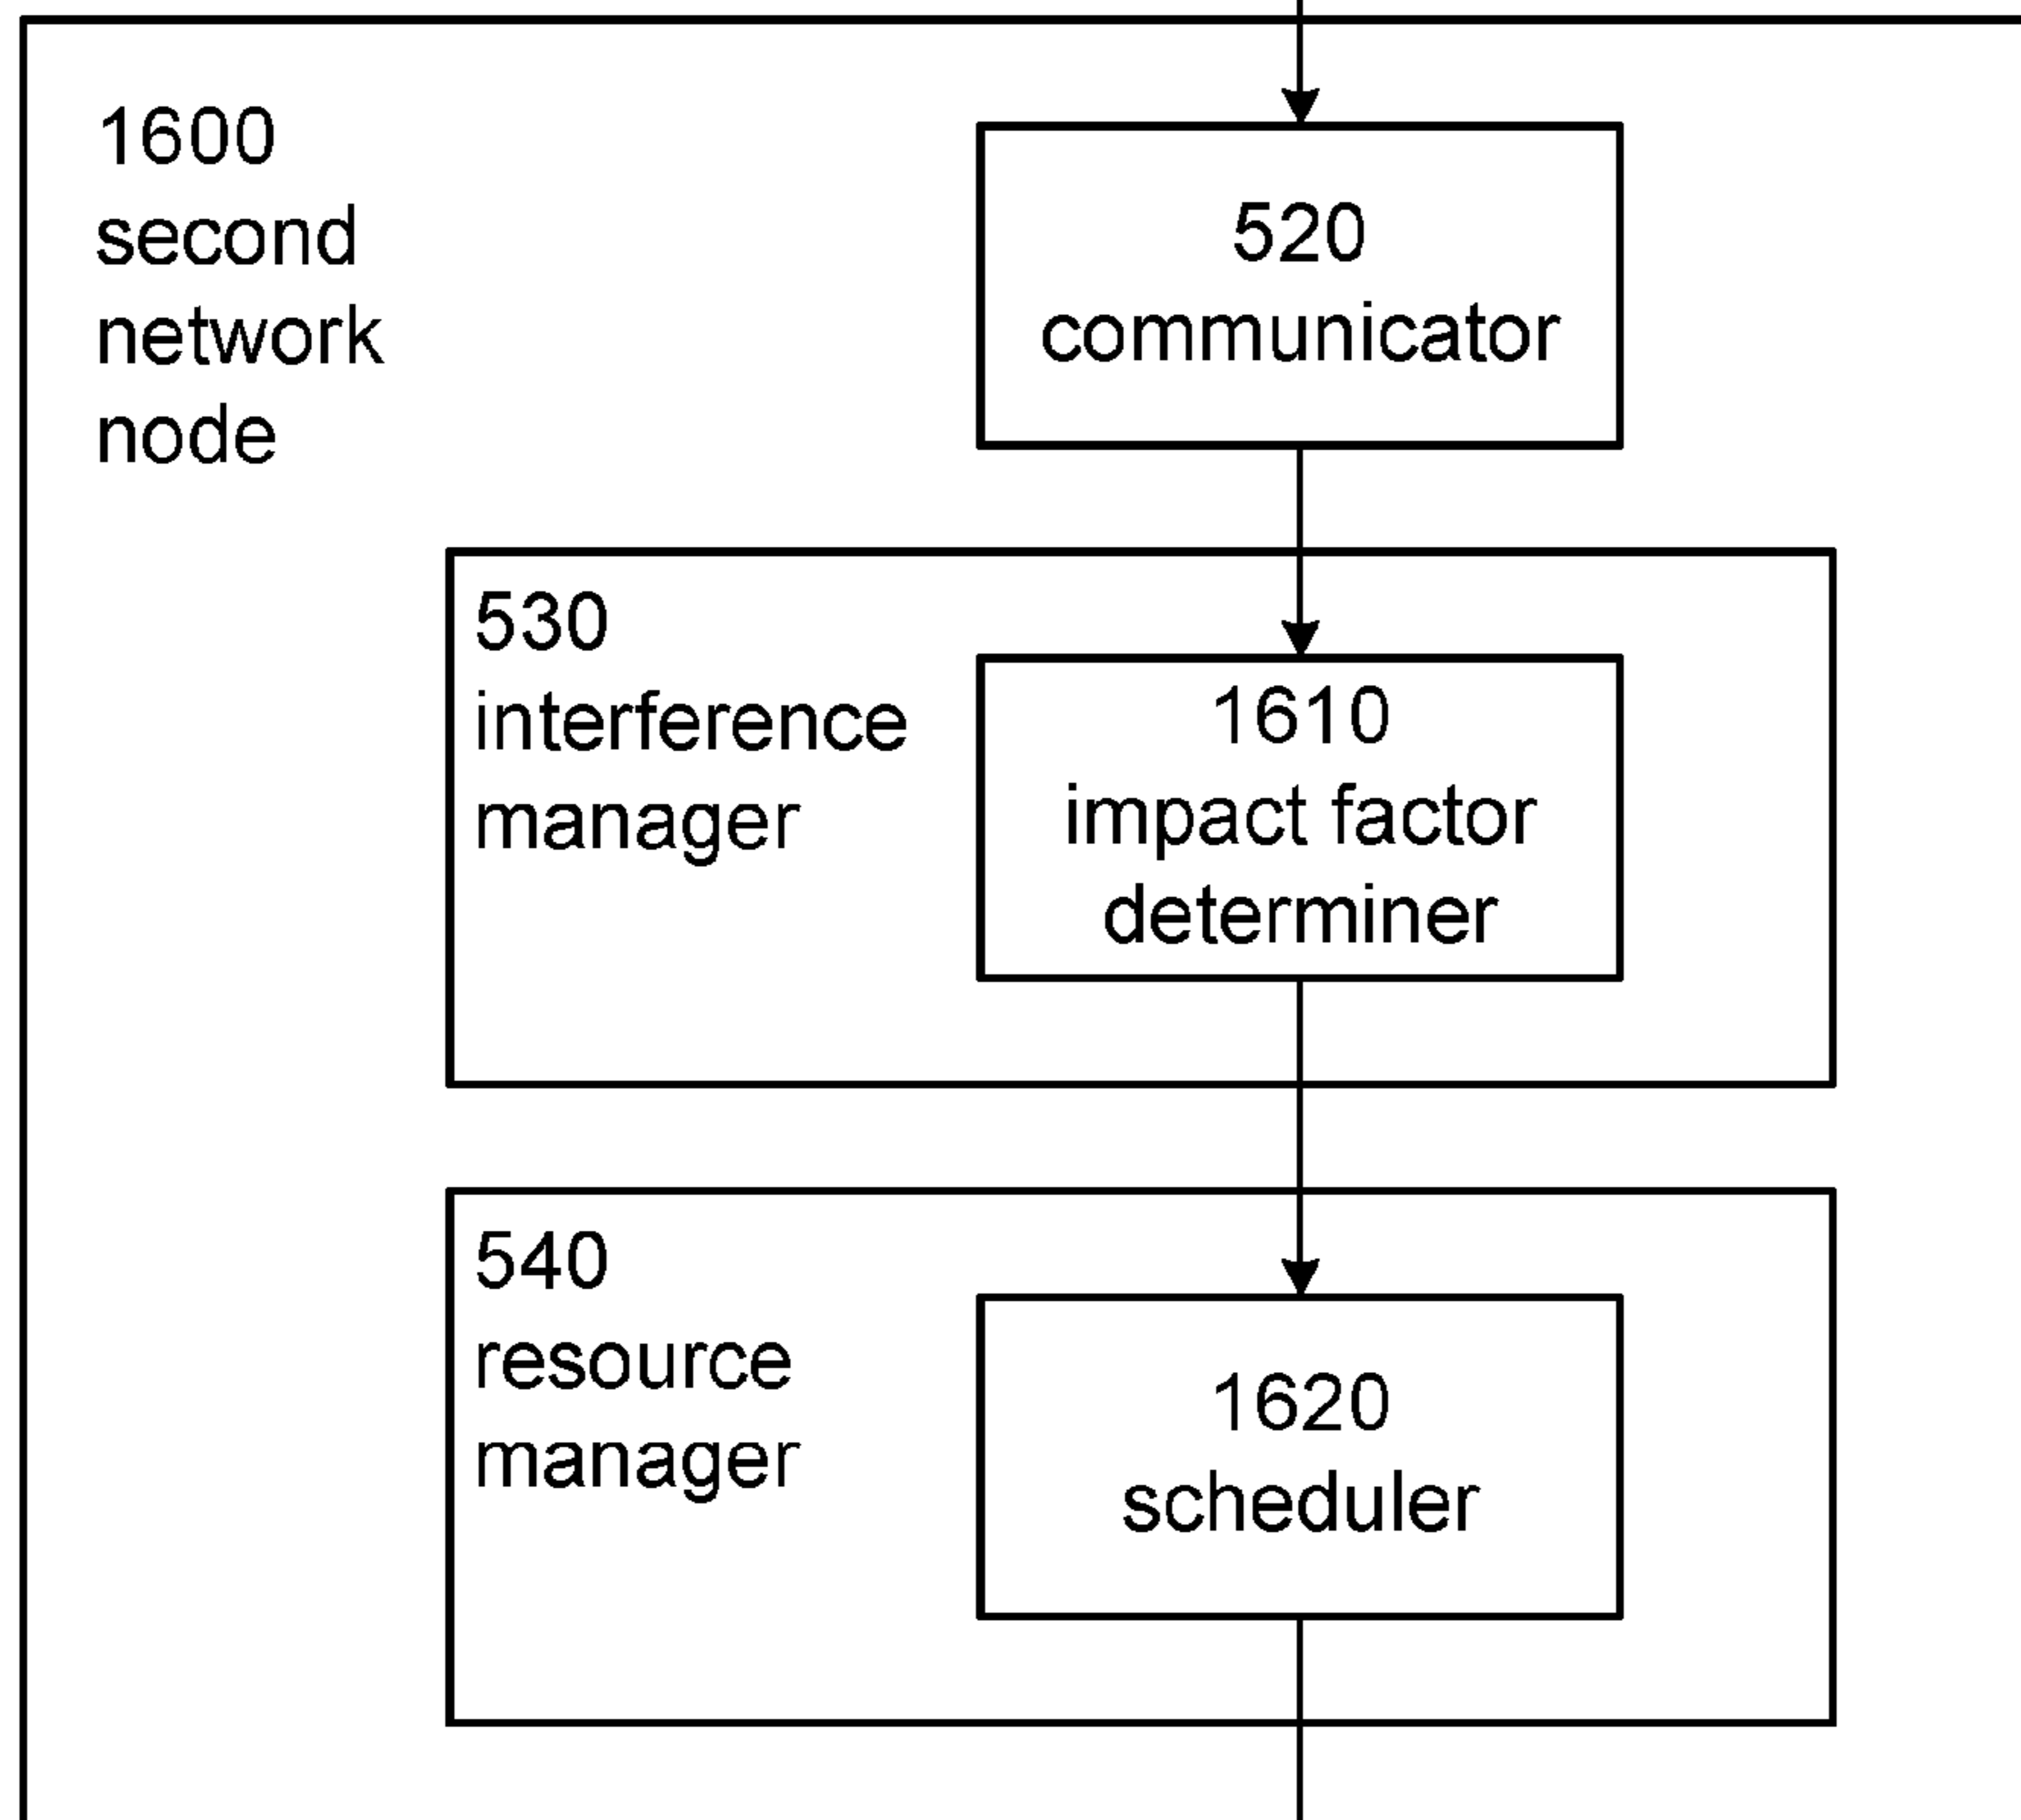 1600
second
network
node
520
communicator
530
interference
manager
1610
impact factor
determiner
540
resource
manager
1620
scheduler